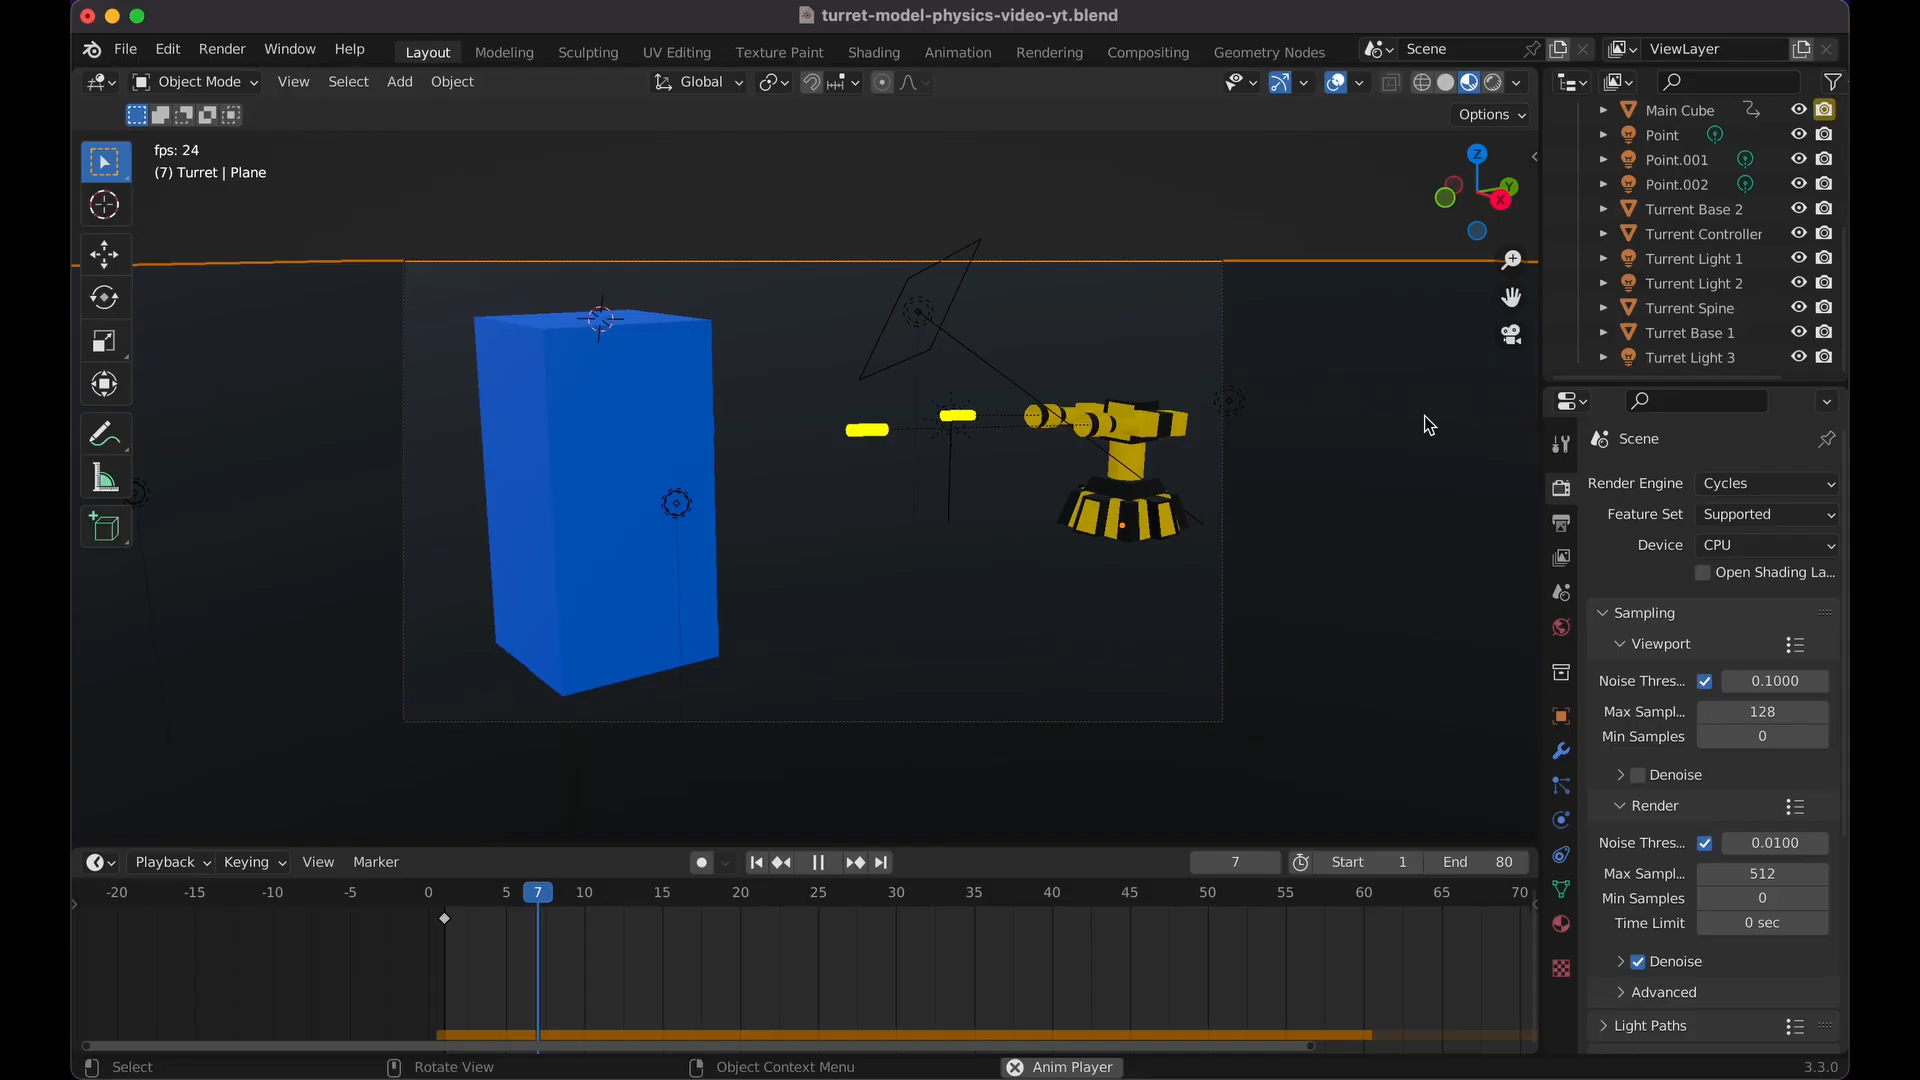 turret-model-physics-video-yt.blend
File Edit Render Window Help Layout Modeling Sculpting UV Editing Texture Paint Shading Animation Rendering Compositing Geometry Nodes Scene ViewLayer
Object Mode View Select Add Object Global
Options
fps: 24
(7) Turret | Plane
Z
Y
X
Main Cube
Point
Point.001
Point.002
Turrent Base 2
Turrent Controller
Turrent Light 1
Turrent Light 2
Turrent Spine
Turret Base 1
Turret Light 3
Scene
Render Engine Cycles
Feature Set Supported
Device CPU
Open Shading La...
Sampling
Viewport
Noise Thres... 0.1000
Max Sampl... 128
Min Samples 0
Denoise
Render
Noise Thres... 0.0100
Max Sampl... 512
Min Samples 0
Time Limit 0 sec
Denoise
Advanced
Light Paths
Playback Keying View Marker 7 Start 1 End 80
-20 -15 -10 -5 0 5 7 10 15 20 25 30 35 40 45 50 55 60 65 70
Select Rotate View Object Context Menu Anim Player 3.3.0